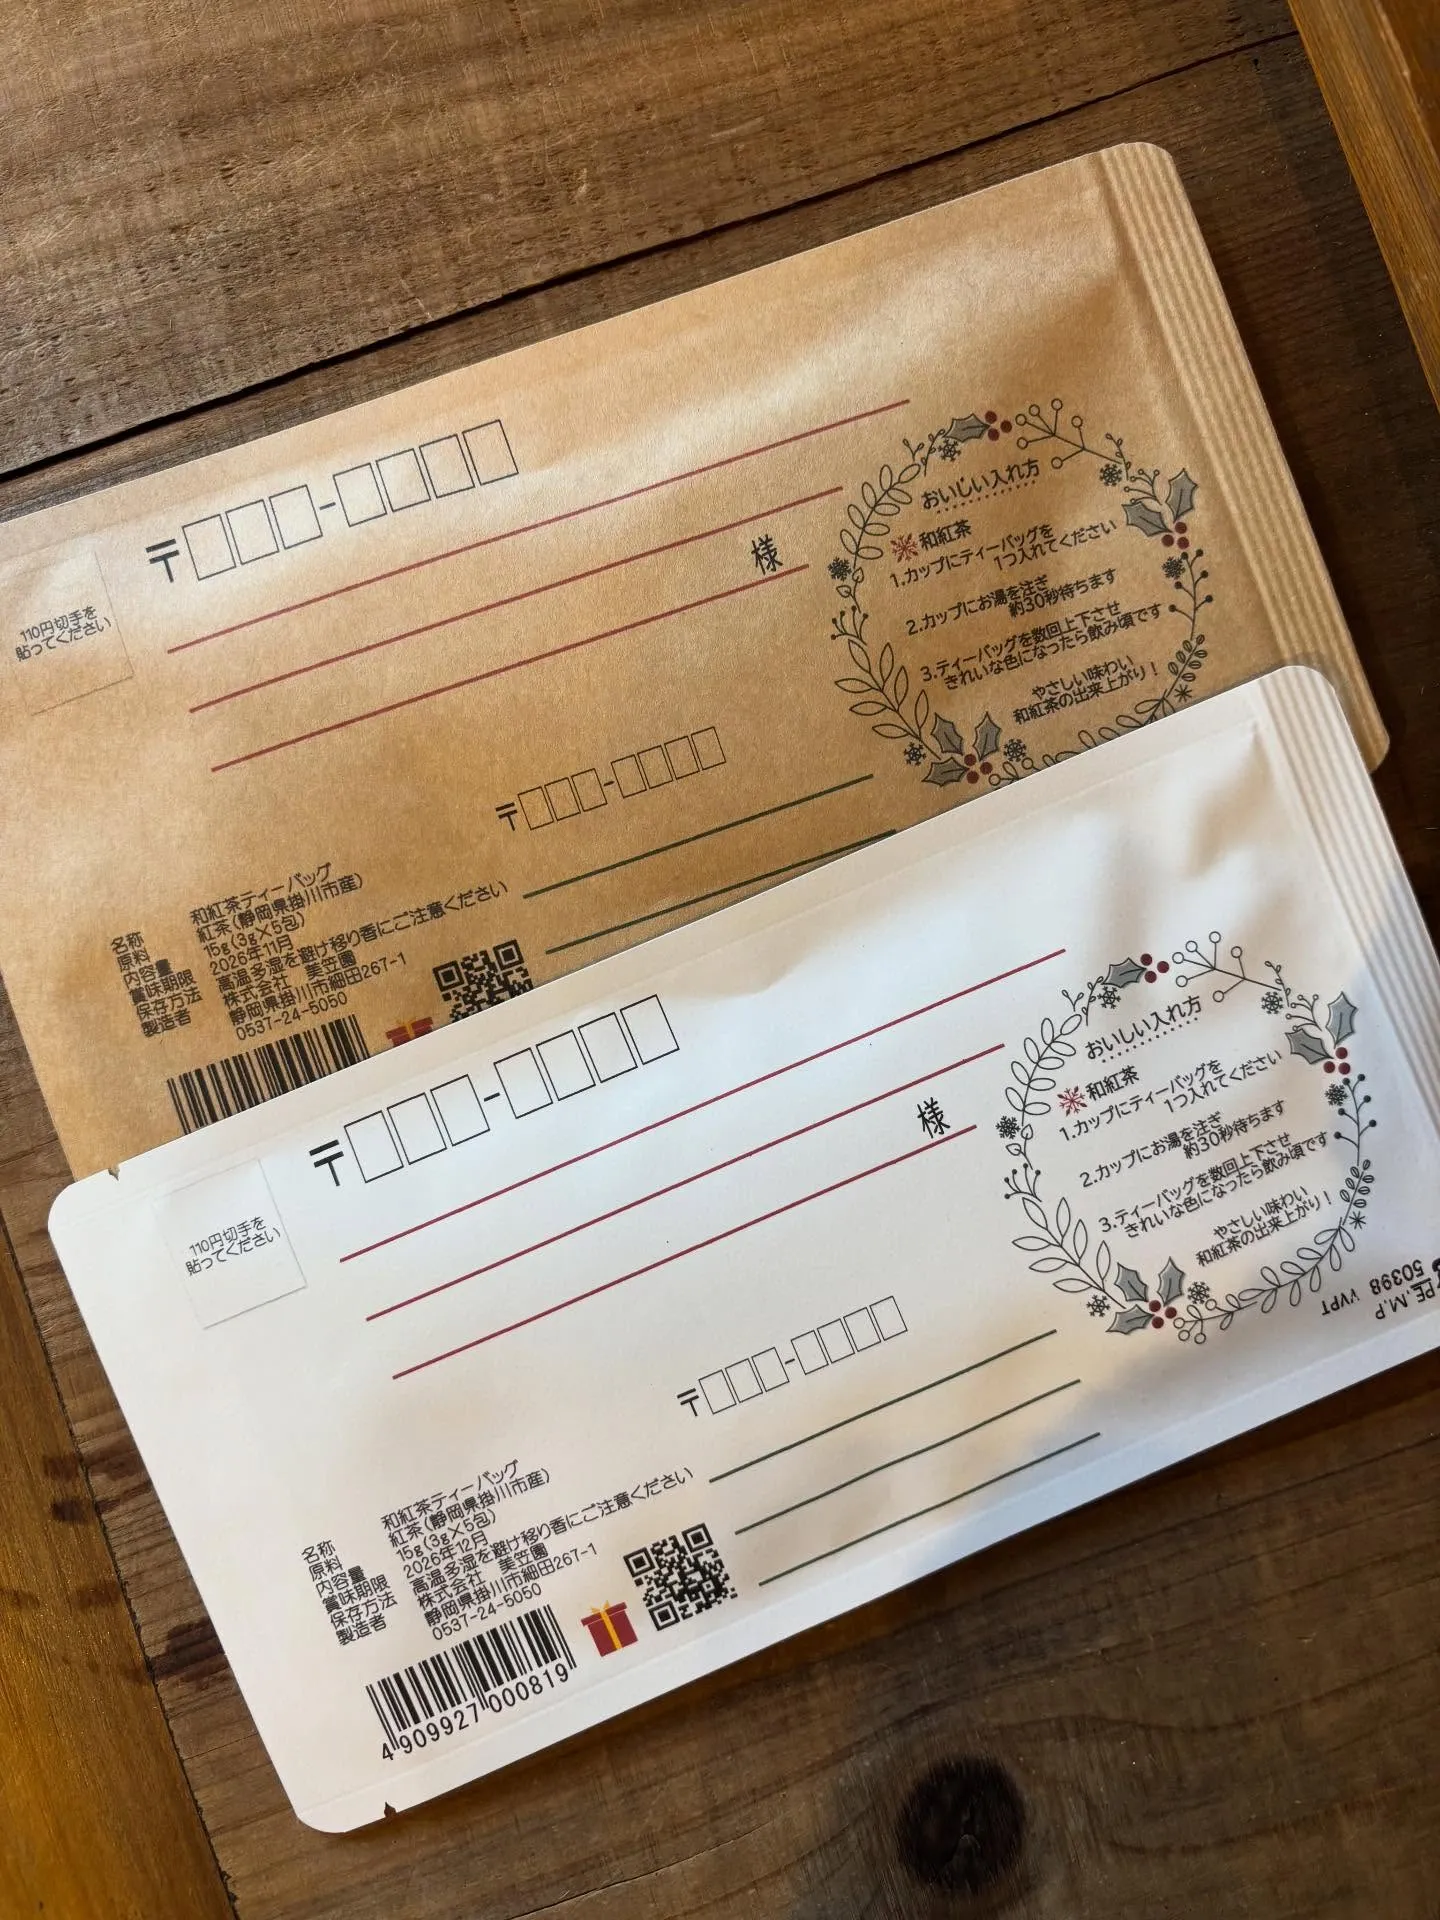 110円切手を
貼ってください
〒
様
おいしい入れ方
和紅茶
1.カップにティーバッグを
1つ入れてください
2.カップにお湯を注ぎ
約30秒待ちます
3.ティーバッグを数回上下させ
きれいな色になったら飲み頃です
やさしい味わい
和紅茶の出来上がり!
〒
名称 和紅茶ティーバッグ
原料 紅茶(静岡県掛川市産)
内容量 15g(3g×5包)
賞味期限 2026年11月
保存方法 高温多湿を避け移り香にご注意ください
製造者 株式会社 美笠園
静岡県掛川市細田267-1
0537-24-5050
110円切手を
貼ってください
〒
様
おいしい入れ方
和紅茶
1.カップにティーバッグを
1つ入れてください
2.カップにお湯を注ぎ
約30秒待ちます
3.ティーバッグを数回上下させ
きれいな色になったら飲み頃です
やさしい味わい
和紅茶の出来上がり!
PE.M.P
50398 VVPT
〒
名称 和紅茶ティーバッグ
原料 紅茶(静岡県掛川市産)
内容量 15g(3g×5包)
賞味期限 2026年12月
保存方法 高温多湿を避け移り香にご注意ください
製造者 株式会社 美笠園
静岡県掛川市細田267-1
0537-24-5050
4909927000819